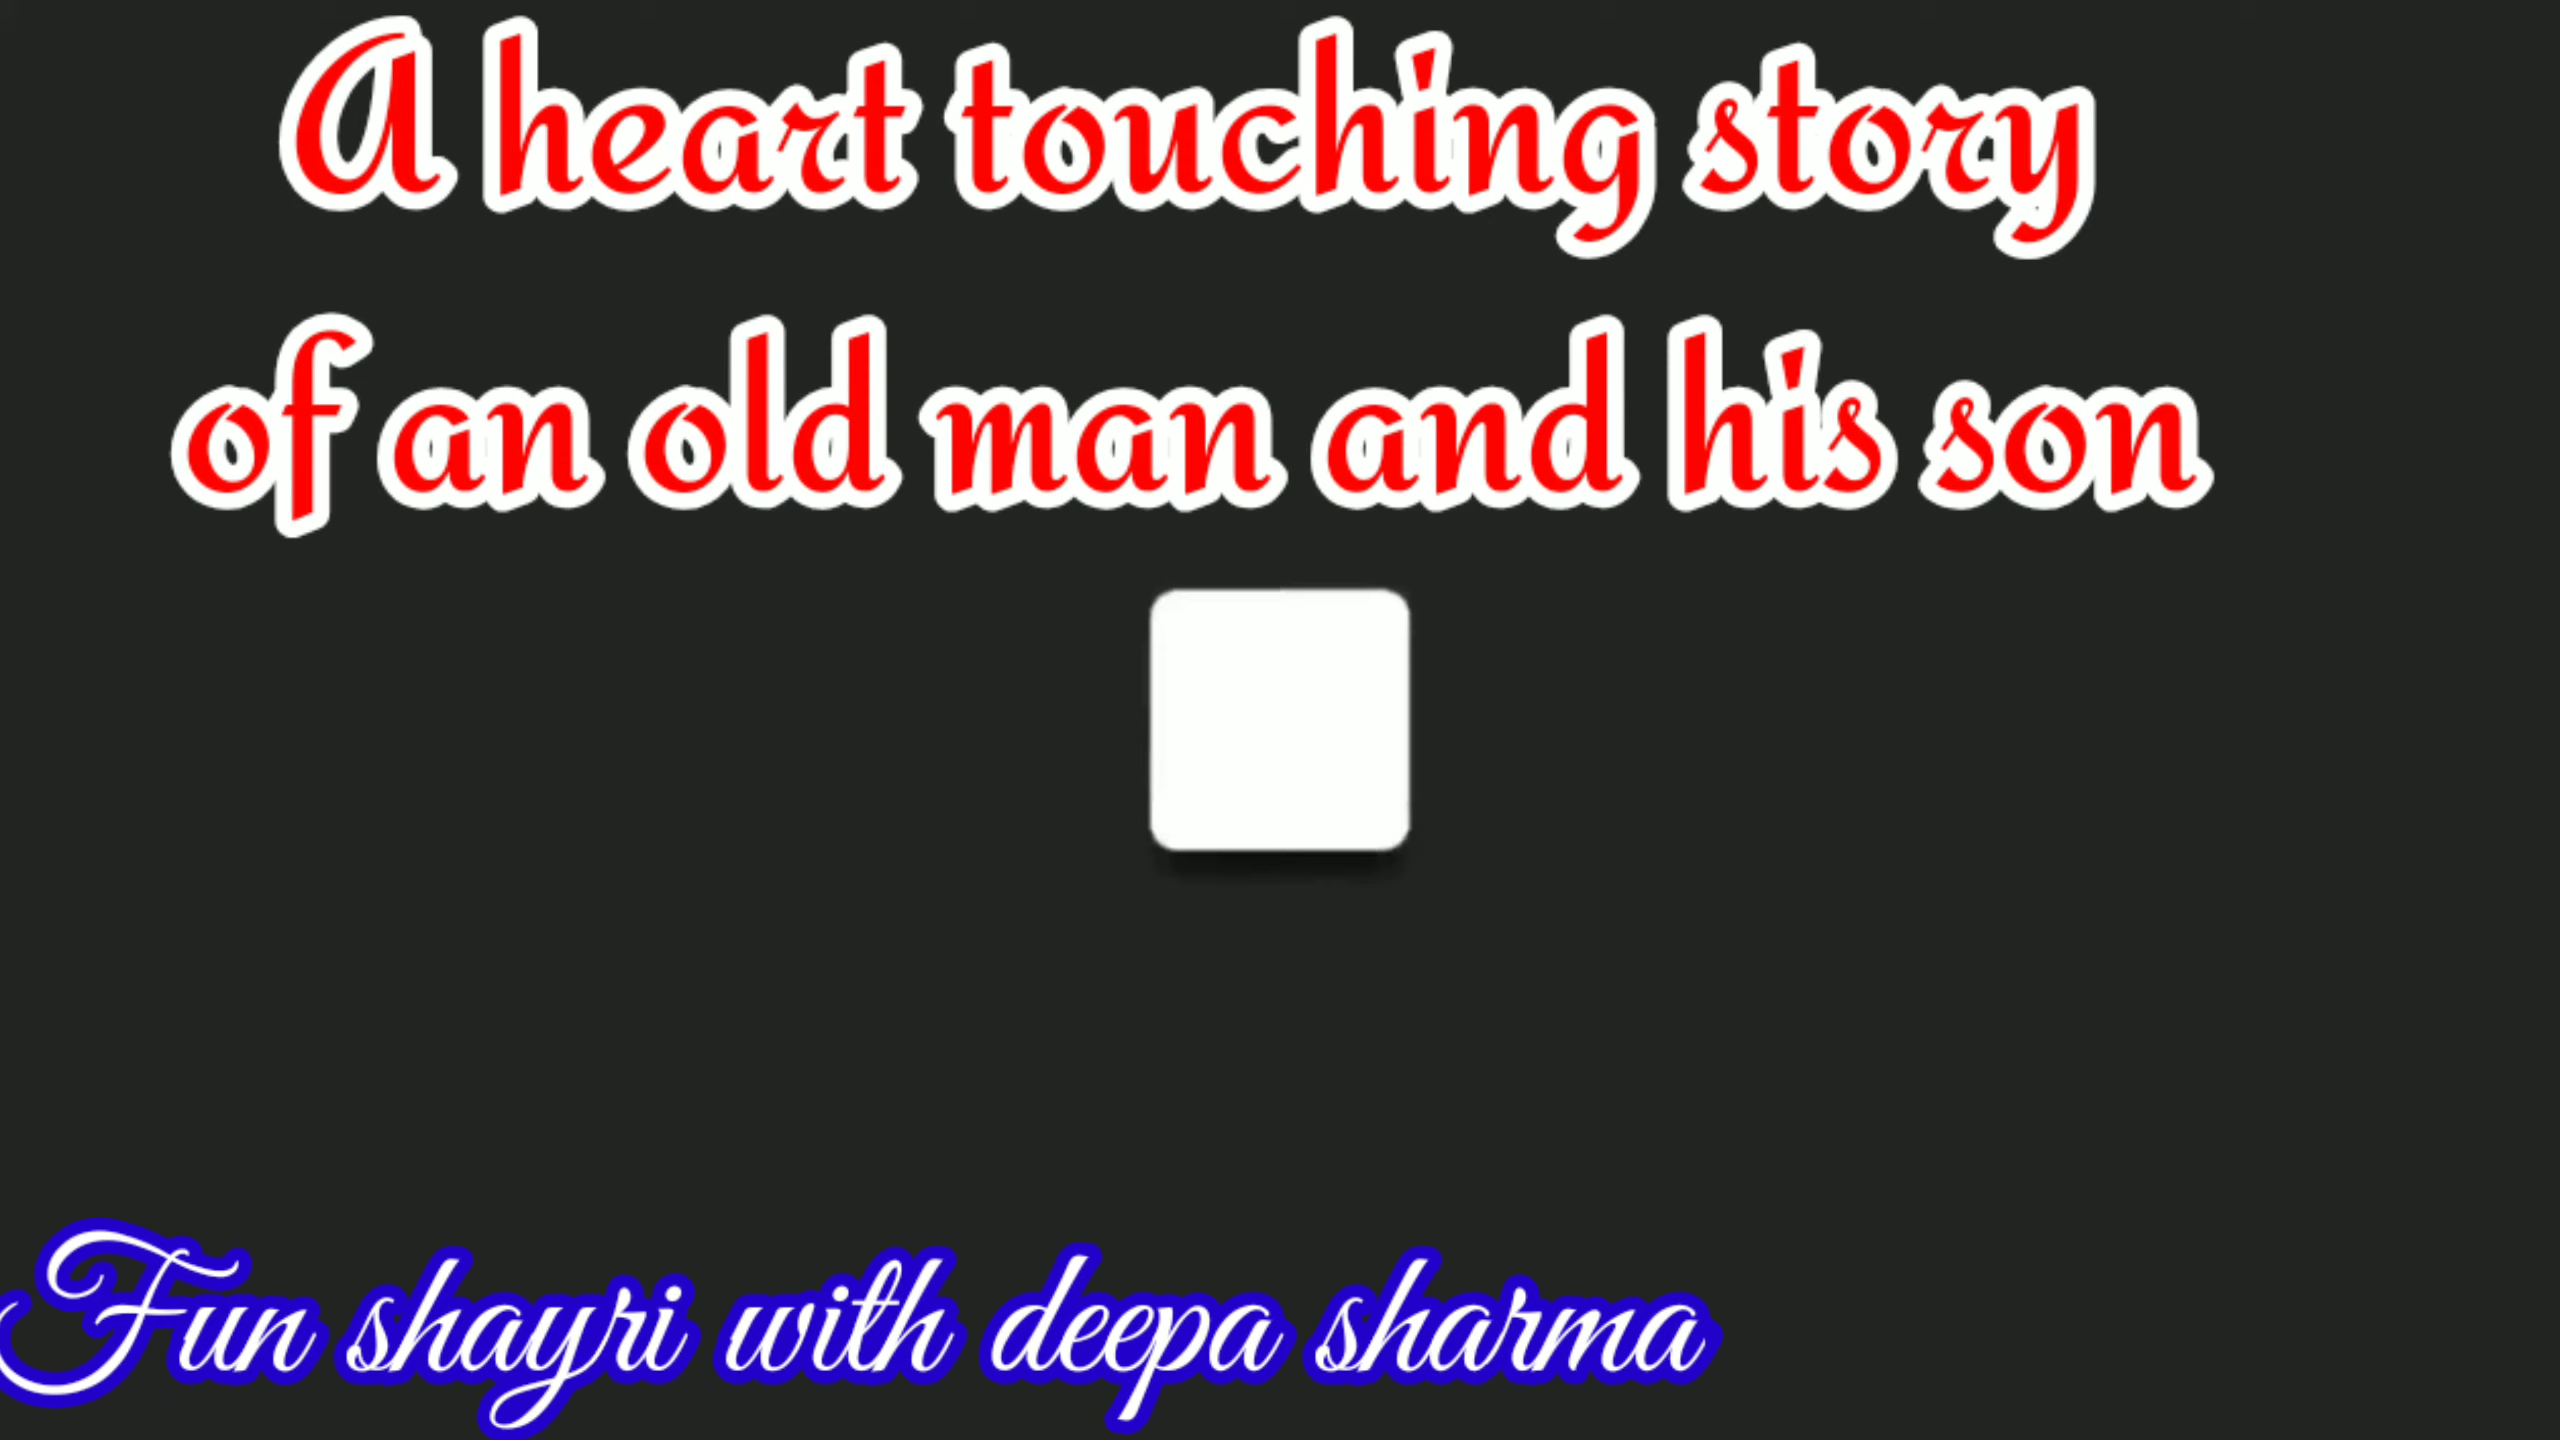 A heart touching story
of an old man and his son
Fun shayri with deepa sharma